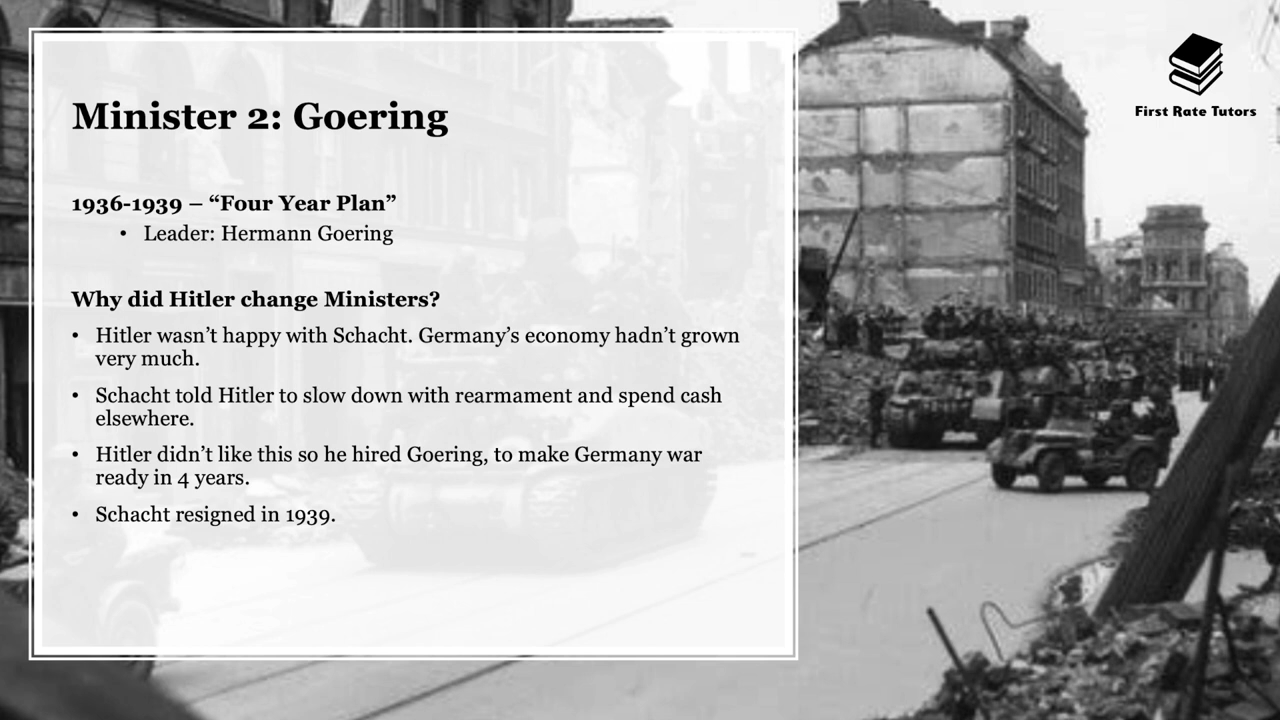 First Rate Tutors
Minister 2: Goering
1936-1939 – “Four Year Plan”
• Leader: Hermann Goering
Why did Hitler change Ministers?
• Hitler wasn’t happy with Schacht. Germany’s economy hadn’t grown
very much.
• Schacht told Hitler to slow down with rearmament and spend cash
elsewhere.
• Hitler didn’t like this so he hired Goering, to make Germany war
ready in 4 years.
• Schacht resigned in 1939.